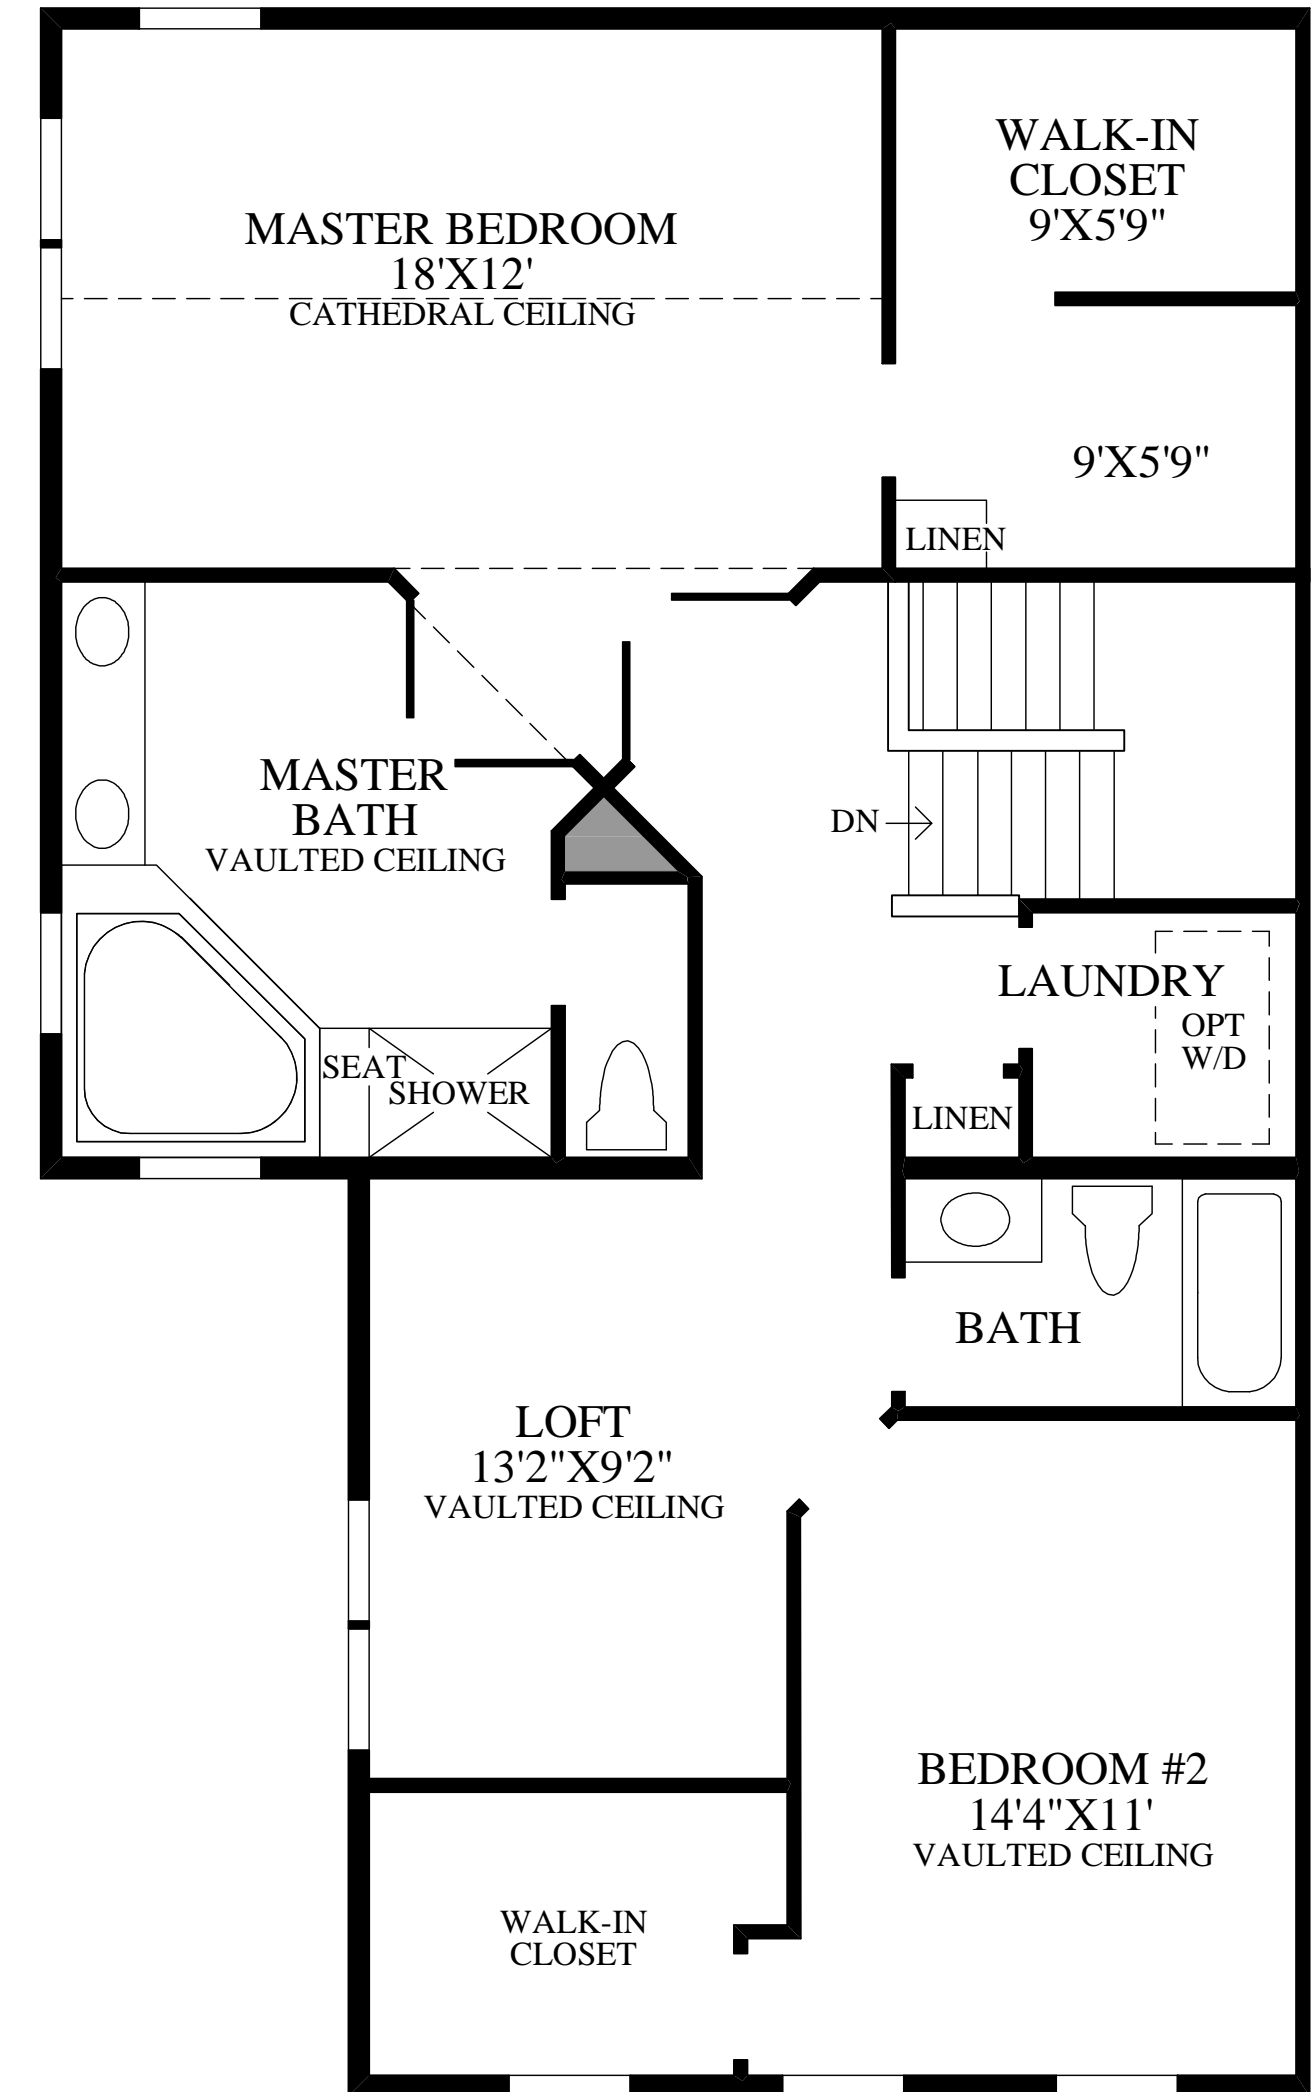 WALK-IN
CLOSET
9'X5'9"
MASTER BEDROOM
18'X12'
CATHEDRAL CEILING
9'X5'9"
LINEN
MASTER
BATH
VAULTED CEILING
DN
LAUNDRY
OPT
W/D
SEAT
SHOWER
LINEN
BATH
LOFT
13'2"X9'2"
VAULTED CEILING
BEDROOM #2
14'4"X11'
VAULTED CEILING
WALK-IN
CLOSET